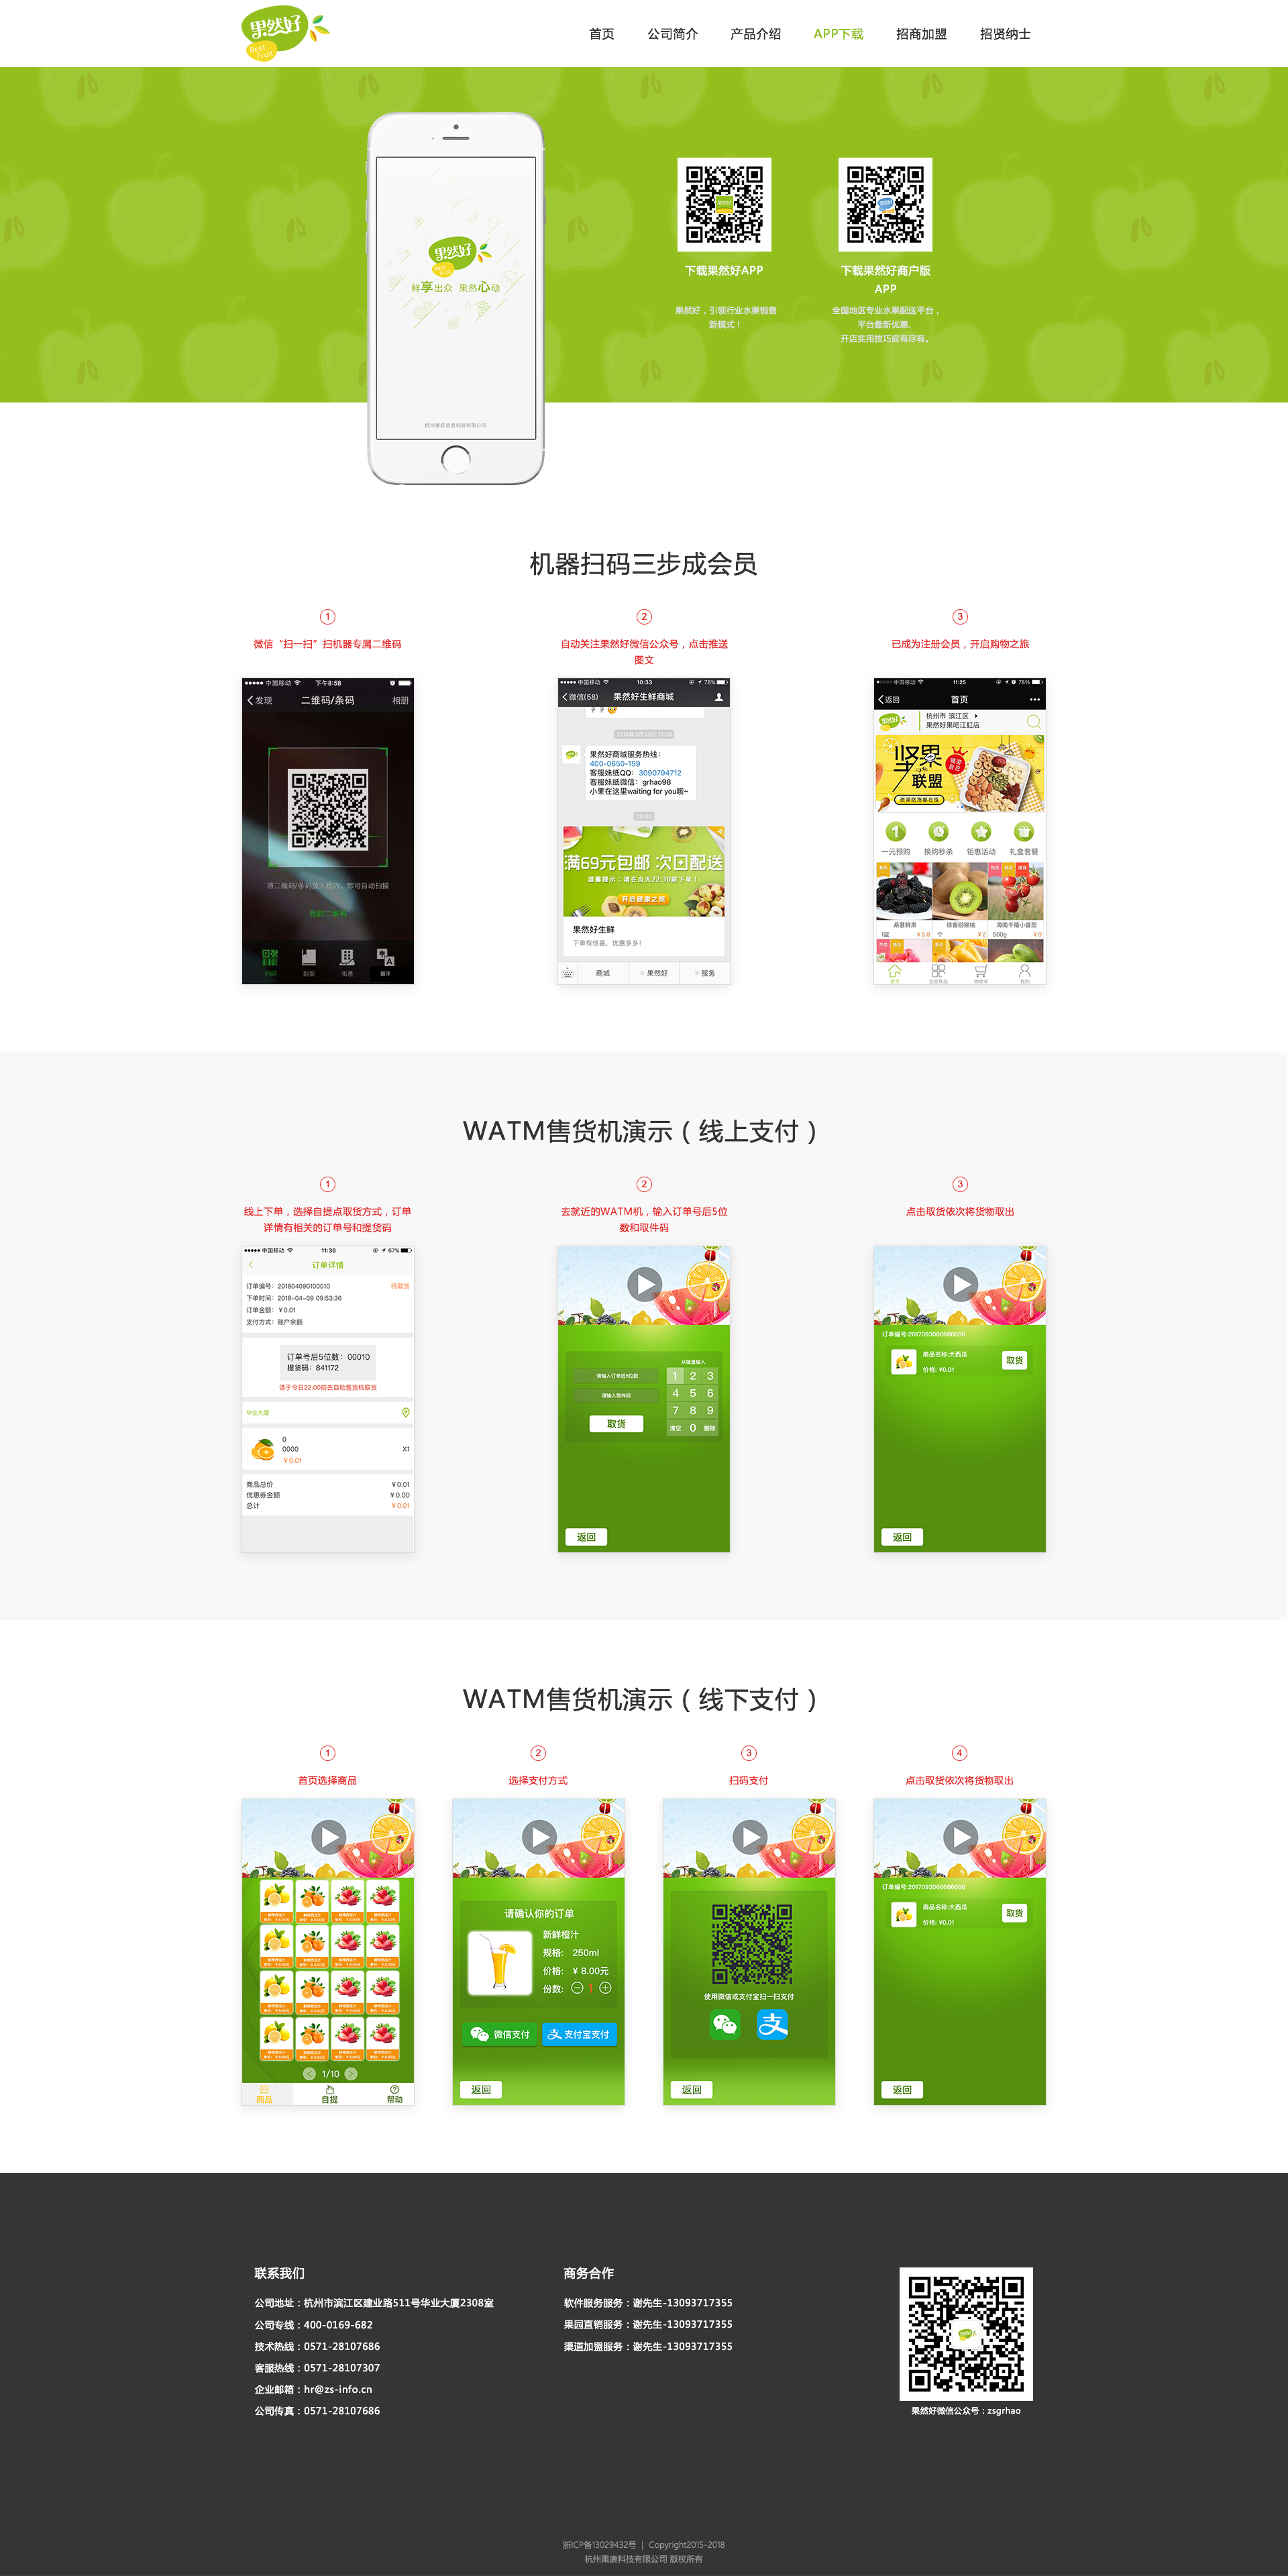 果然好
Best
Fruit
首页
公司简介
产品介绍
APP下载
招商加盟
招贤纳士
果然好
Best
Fruit
鲜享出众 果然心动
下载果然好APP
果然好，引领行业水果销售
新模式！
下载果然好商户版
APP
全国地区专业水果配送平台，
平台最新优惠、
开店实用技巧应有尽有。
机器扫码三步成会员
1
微信“扫一扫”扫机器专属二维码
中国移动
下午8:58
发现
二维码/条码
相册
将二维码/条码放入框内，即可自动扫描
我的二维码
扫码
封面
街景
翻译
2
自动关注果然好微信公众号，点击推送
图文
中国移动
10:33
78%
微信(58)
果然好生鲜商城
果然好商城服务热线：
400-0650-159
客服妹纸QQ：3090794712
客服妹纸微信：grhao98
小果在这里waiting for you哦~
满69元包邮 次日配送
温馨提示：请在当天22:30前下单！
开启健康之旅
果然好生鲜
下单有惊喜，优惠多多！
商城
果然好
服务
3
已成为注册会员，开启购物之旅
中国移动
11:25
78%
返回
首页
杭州市 滨江区
果然好果吧江虹店
坚果
联盟
一元预购
换购秒杀
钜惠活动
礼盒套餐
桑葚鲜果
1篮
¥6.8
徐香猕猴桃
个
¥2
海南千禧小番茄
500g
¥9
首页
全部商品
购物车
我的
WATM售货机演示（线上支付）
1
线上下单，选择自提点取货方式，订单
详情有相关的订单号和提货码
中国移动
11:36
67%
订单详情
订单编号：201804090100010
待取货
下单时间：2018-04-09 09:53:36
订单金额：¥0.01
支付方式：账户余额
订单号后5位数：00010
提货码：841172
请于今日22:00前去自助售货机取货
华业大厦
0
0000
X1
¥0.01
商品总价
¥0.01
优惠券金额
¥0.00
总计
¥0.01
2
去就近的WATM机，输入订单号后5位
数和取件码
从键盘输入
请输入订单后5位数
请输入取件码
取货
1 2 3
4 5 6
7 8 9
清空 0 删除
返回
3
点击取货依次将货物取出
订单编号:2017093066666668
商品名称:大西瓜
价格: ¥0.01
取货
返回
WATM售货机演示（线下支付）
1
首页选择商品
1/10
商品
自提
帮助
2
选择支付方式
请确认你的订单
新鲜橙汁
规格: 250ml
价格: ¥ 8.00元
份数: 1
微信支付
支付宝支付
返回
3
扫码支付
使用微信或支付宝扫一扫支付
支
返回
4
点击取货依次将货物取出
订单编号:2017093066666666
商品名称:大西瓜
价格: ¥0.01
取货
返回
联系我们
公司地址：杭州市滨江区建业路511号华业大厦2308室
公司专线：400-0169-682
技术热线：0571-28107686
客服热线：0571-28107307
企业邮箱：hr@zs-info.cn
公司传真：0571-28107686
商务合作
软件服务服务：谢先生-13093717355
果园直销服务：谢先生-13093717355
渠道加盟服务：谢先生-13093717355
果然好微信公众号：zsgrhao
浙ICP备13029432号 | Copyright2015-2018
杭州果康科技有限公司 版权所有